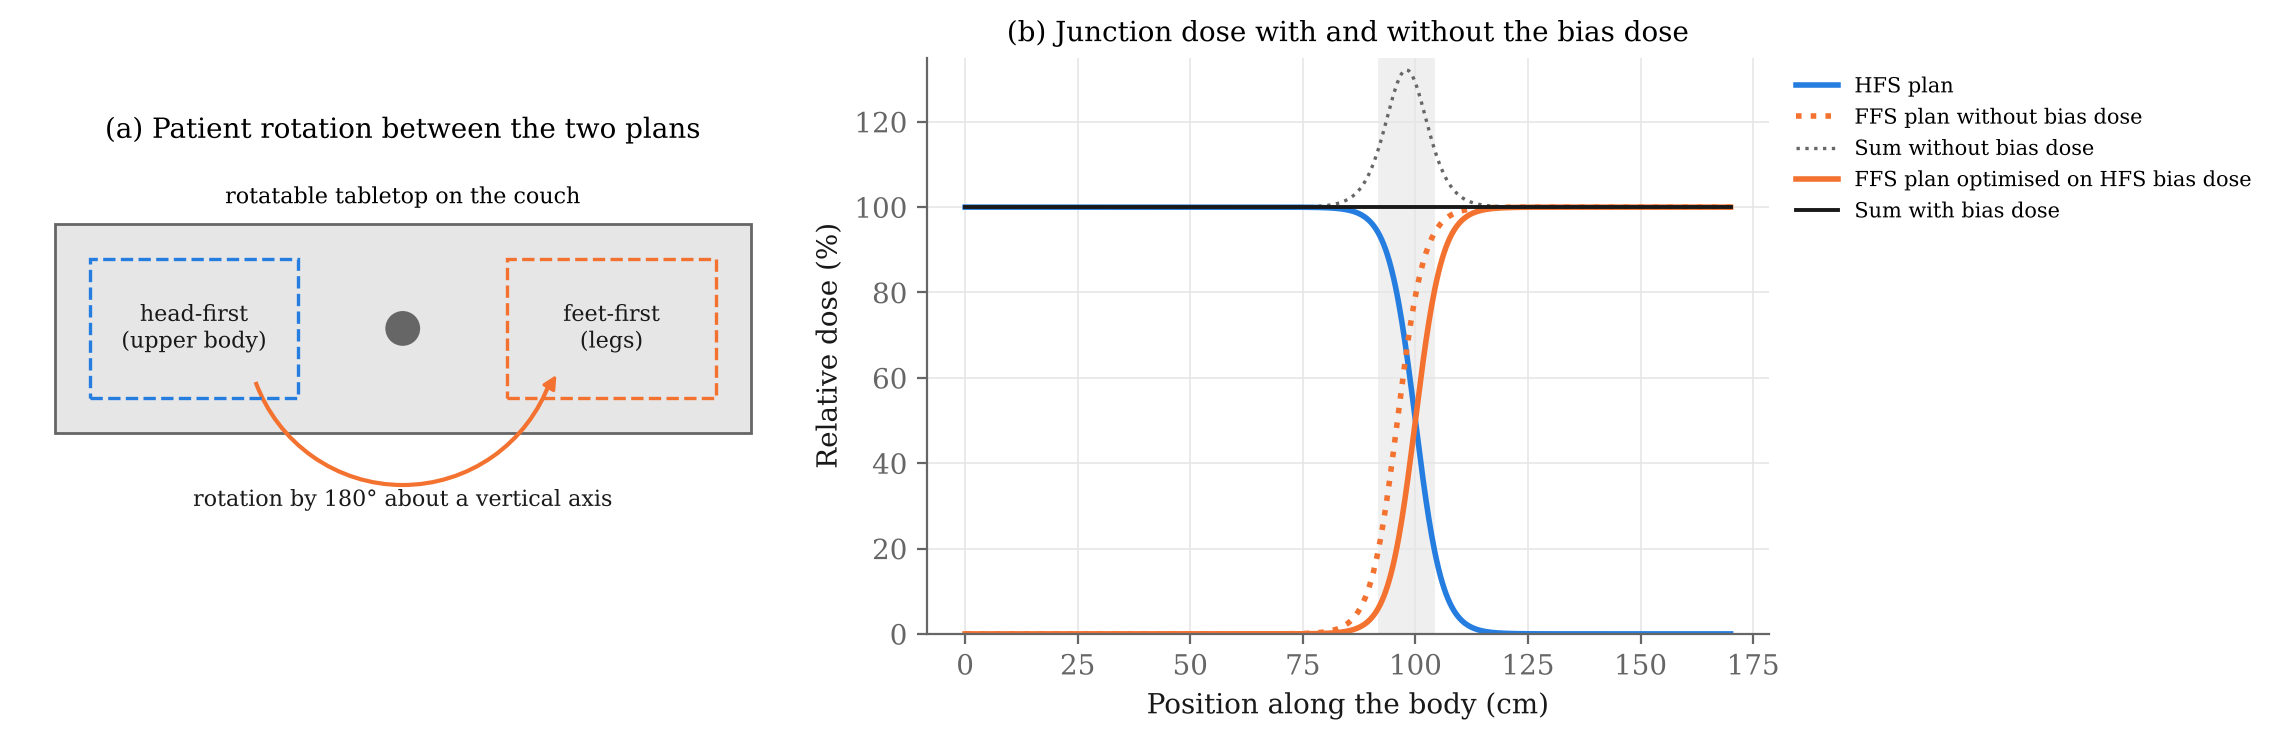 (a) Patient rotation between the two plans
rotatable tabletop on the couch
head-first
(upper body)
feet-first
(legs)
rotation by 180° about a vertical axis
(b) Junction dose with and without the bias dose
Relative dose (%)
120
100
80
60
40
20
0
0 25 50 75 100 125 150 175
Position along the body (cm)
HFS plan
FFS plan without bias dose
Sum without bias dose
FFS plan optimised on HFS bias dose
Sum with bias dose